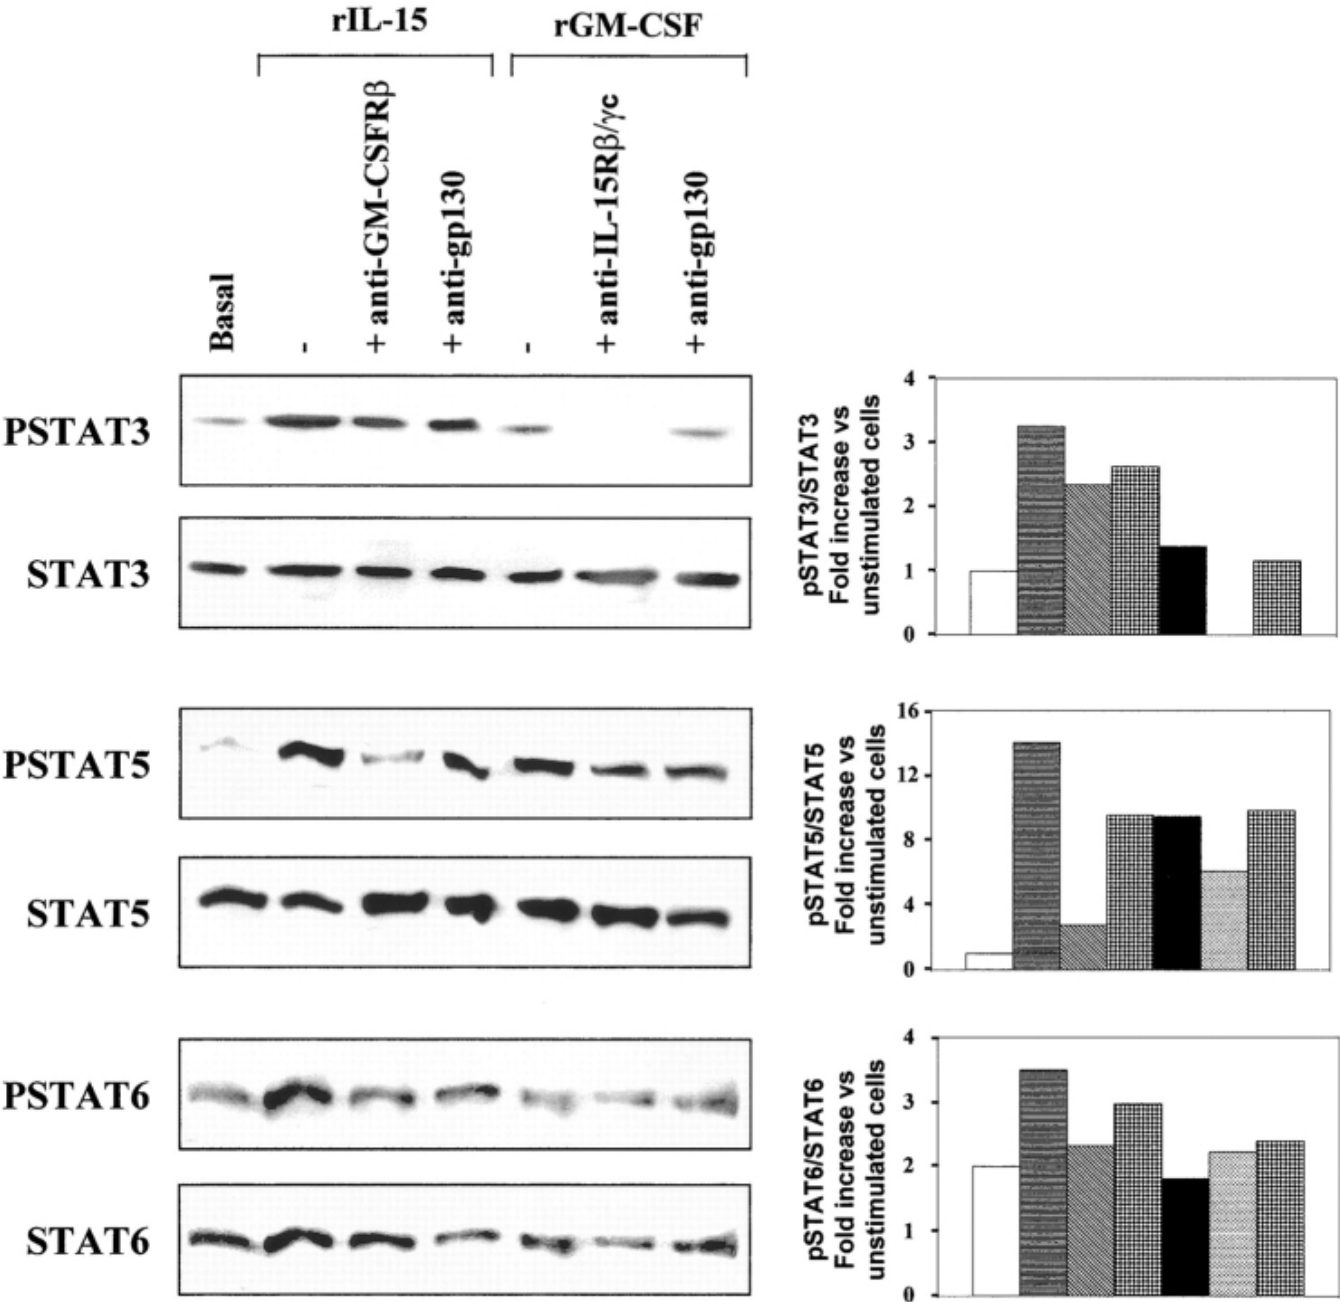 rIL-15
rGM-CSF
Basal
-
+ anti-GM-CSFRβ
+ anti-gp130
-
+ anti-IL-15Rβ/γc
+ anti-gp130
PSTAT3
STAT3
pSTAT3/STAT3
Fold increase vs
unstimulated cells
4
3
2
1
0
PSTAT5
STAT5
pSTAT5/STAT5
Fold increase vs
unstimulated cells
16
12
8
4
0
PSTAT6
STAT6
pSTAT6/STAT6
Fold increase vs
unstimulated cells
4
3
2
1
0